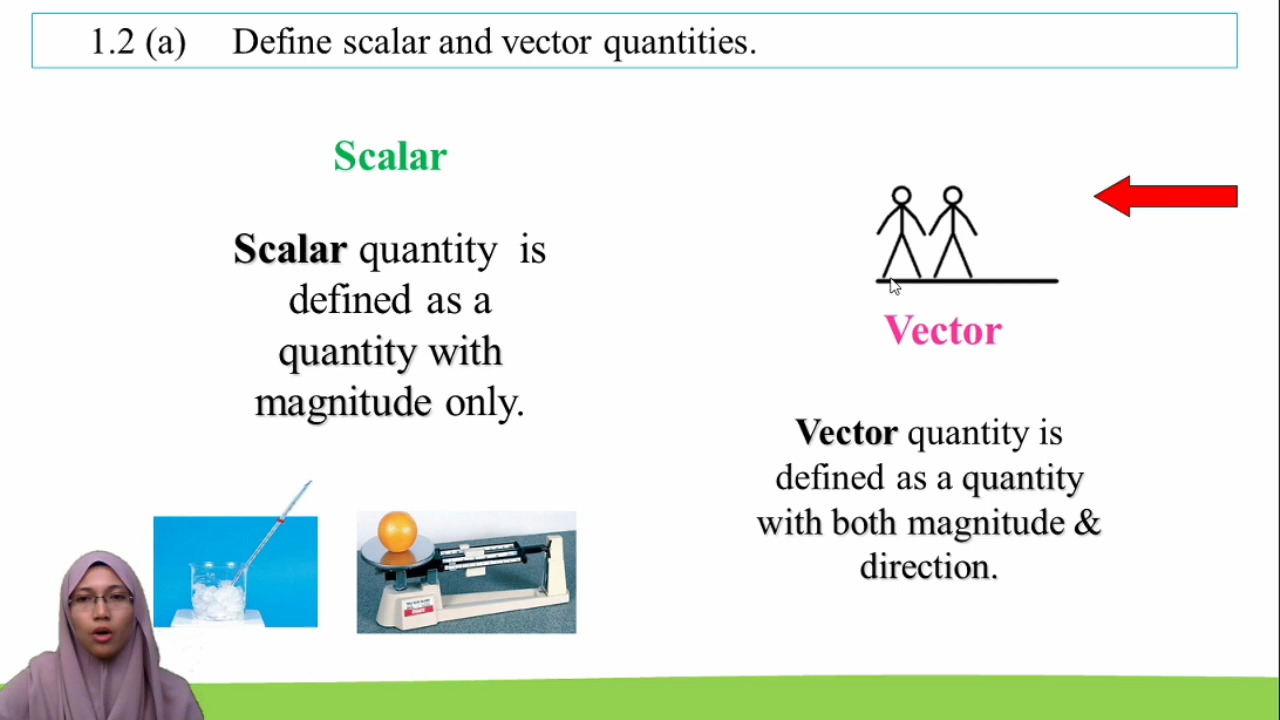 1.2 (a) Define scalar and vector quantities.
Scalar
Scalar quantity is
defined as a
quantity with
magnitude only.
Vector
Vector quantity is
defined as a quantity
with both magnitude &
direction.